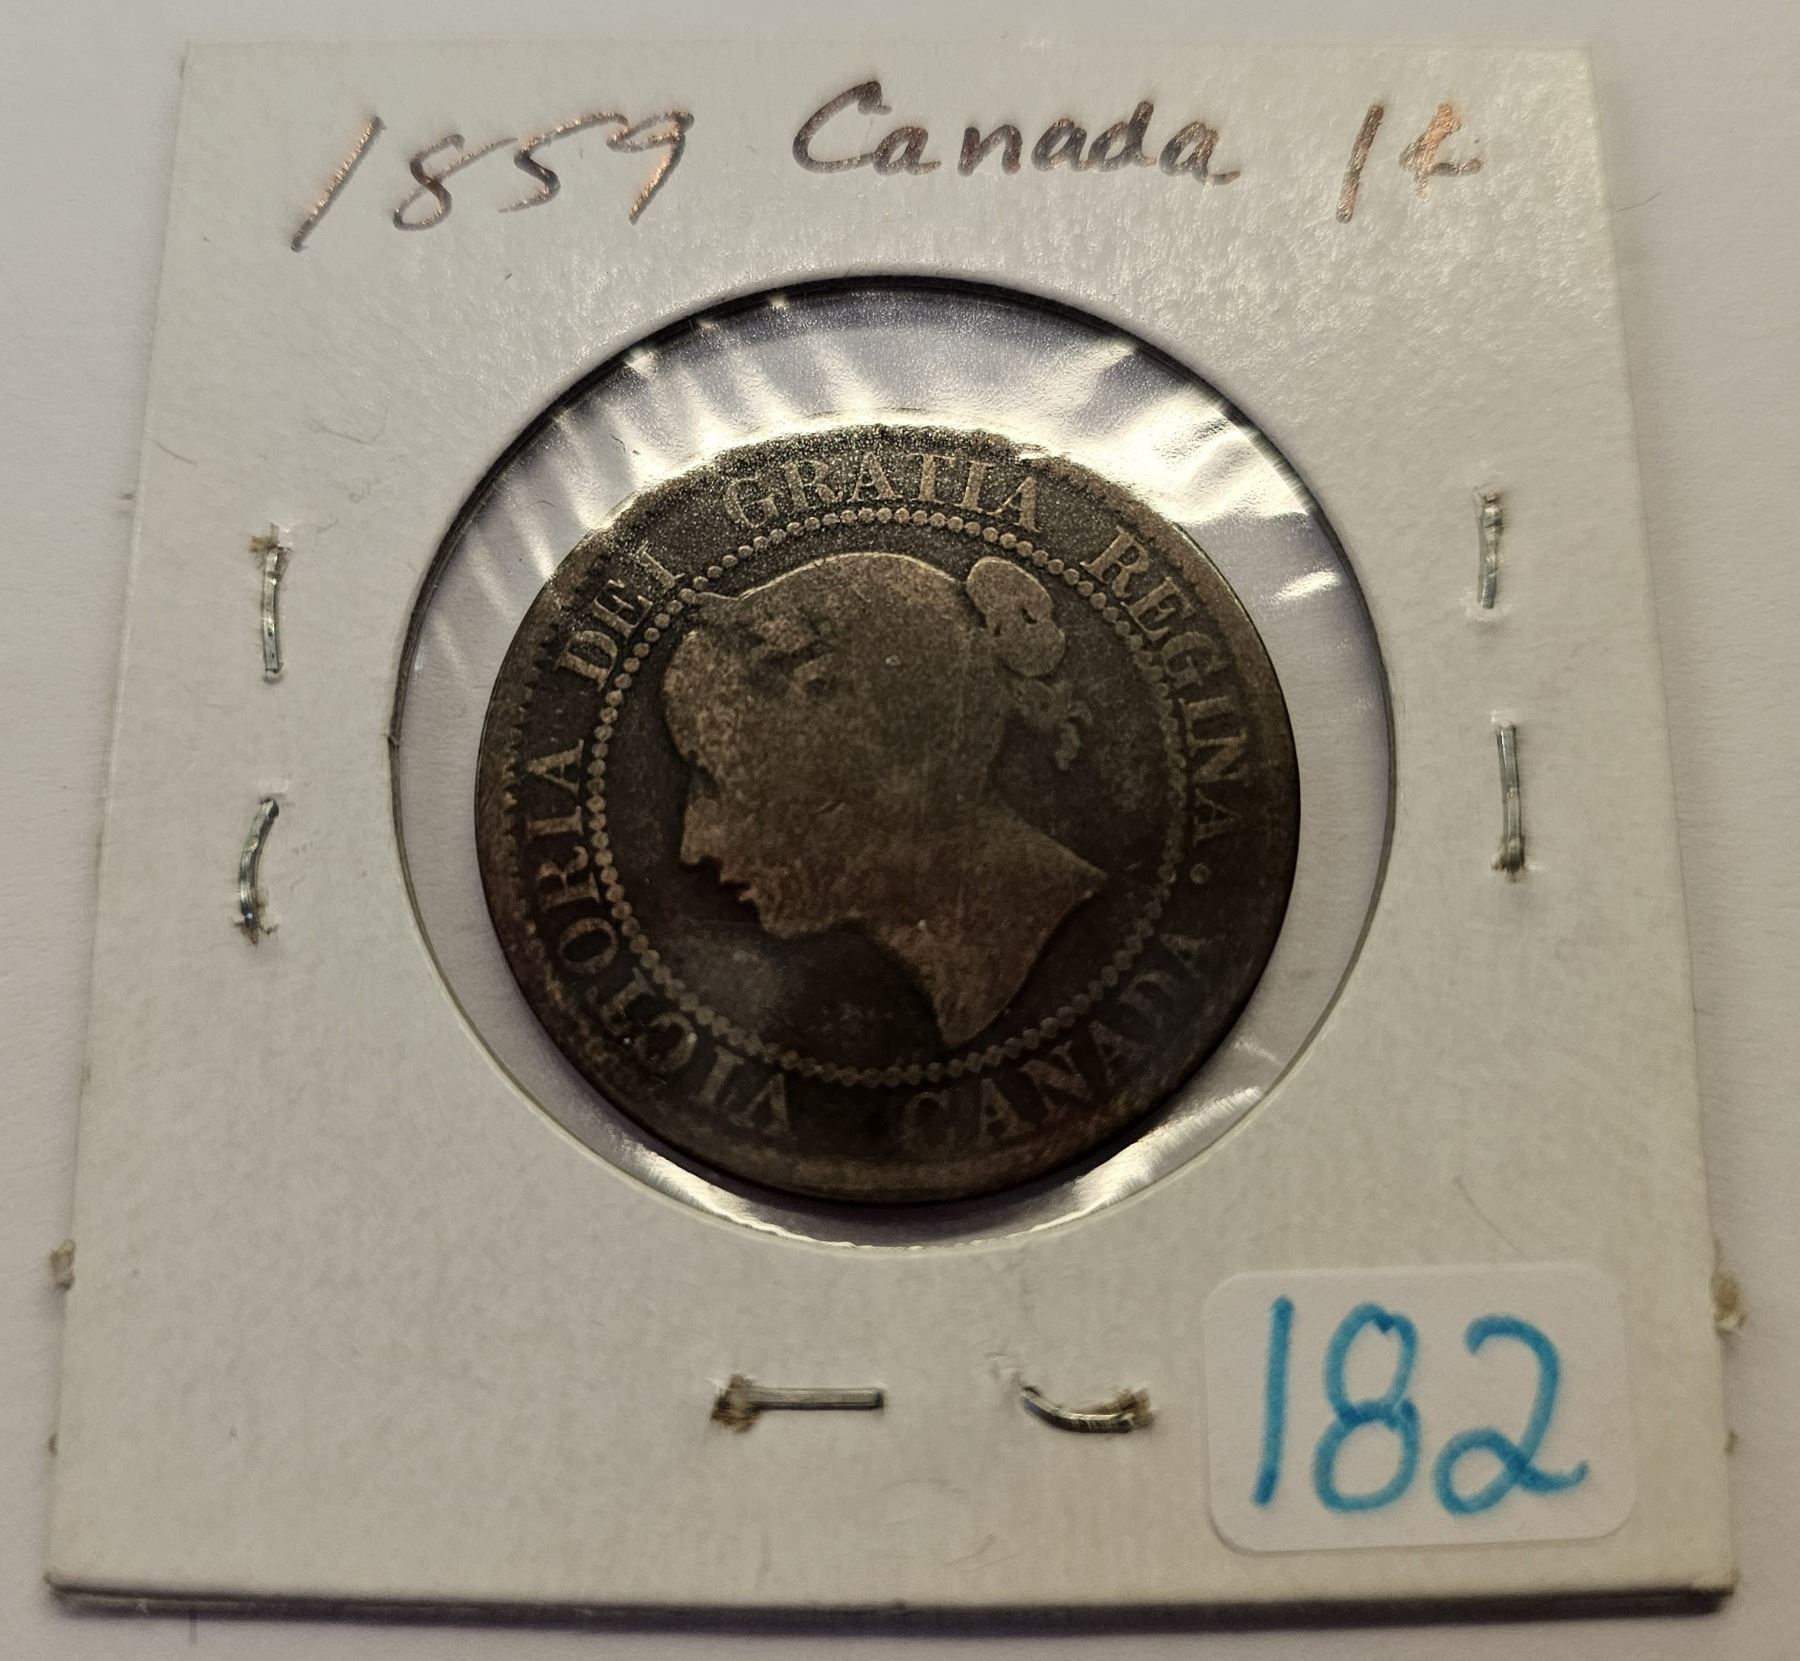 1859 Canada 1¢
VICTORIA DEI GRATIA REGINA. CANADA
182